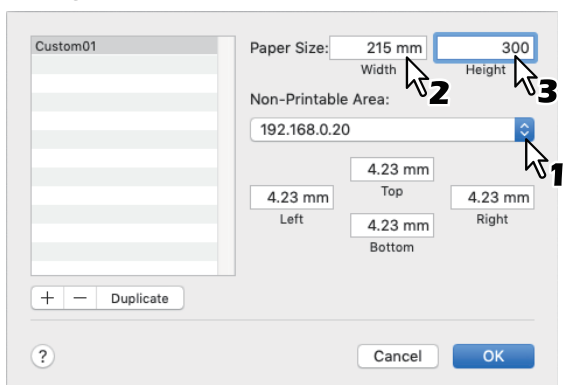 Custom01
Paper Size: 215 mm 300
Width Height
2 3
Non-Printable Area:
192.168.0.20
1
4.23 mm
Top
4.23 mm 4.23 mm
Left Right
4.23 mm
Bottom
+ − Duplicate
? Cancel OK